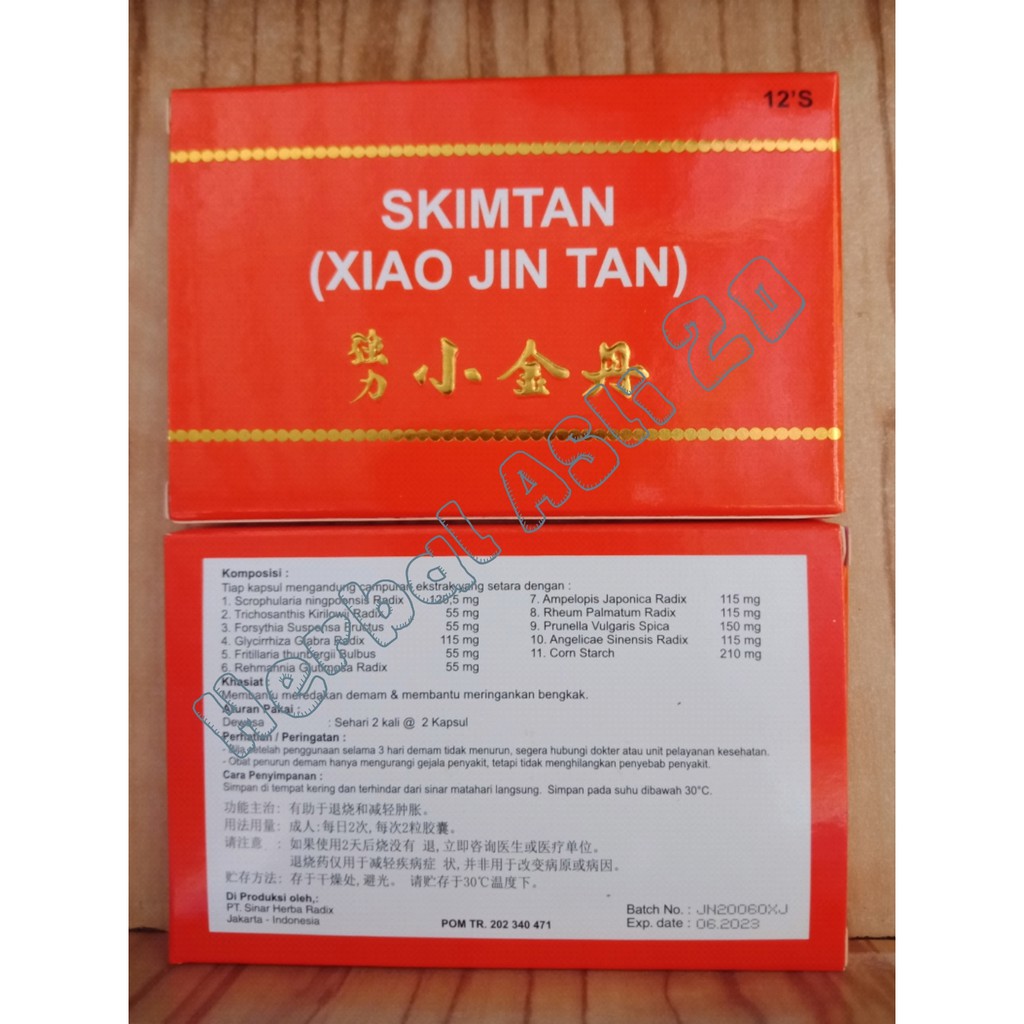 12'S
SKIMTAN
(XIAO JIN TAN)
强力 小金丹
Herbal Asli 20
Komposisi :
Tiap kapsul mengandung campuran ekstrak yang setara dengan :
1. Scrophularia ningpoensis Radix 120,5 mg
2. Trichosanthis Kirilowii Radix 55 mg
3. Forsythia Suspensa Fructus 55 mg
4. Glycirrhiza Glabra Radix 115 mg
5. Fritillaria thunbergii Bulbus 55 mg
6. Rehmannia Glutinosa Radix 55 mg
7. Ampelopis Japonica Radix 115 mg
8. Rheum Palmatum Radix 115 mg
9. Prunella Vulgaris Spica 150 mg
10. Angelicae Sinensis Radix 115 mg
11. Corn Starch 210 mg
Khasiat :
Membantu meredakan demam & membantu meringankan bengkak.
Aturan Pakai :
Dewasa : Sehari 2 kali @ 2 Kapsul
Perhatian / Peringatan :
- Bila setelah penggunaan selama 3 hari demam tidak menurun, segera hubungi dokter atau unit pelayanan kesehatan.
- Obat penurun demam hanya mengurangi gejala penyakit, tetapi tidak menghilangkan penyebab penyakit.
Cara Penyimpanan :
Simpan di tempat kering dan terhindar dari sinar matahari langsung. Simpan pada suhu dibawah 30°C.
功能主治: 有助于退烧和减轻肿胀。
用法用量: 成人:每日2次,每次2粒胶囊。
请注意 : 如果使用2天后烧没有 退,立即咨询医生或医疗单位。
退烧药仅用于减轻疾病症 状,并非用于改变病原或病因。
贮存方法: 存于干燥处,避光。 请贮存于30℃温度下。
Di Produksi oleh,:
PT. Sinar Herba Radix
Jakarta - Indonesia
POM TR. 202 340 471
Batch No. : JN20060XJ
Exp. date : 06.2023